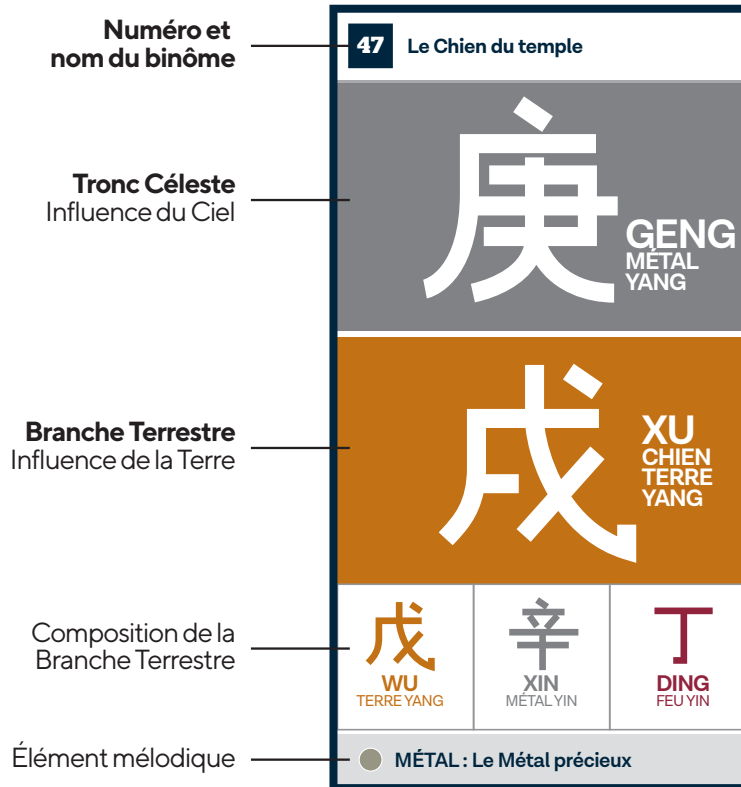 Numéro et
nom du binôme
47 Le Chien du temple
Tronc Céleste
Influence du Ciel
庚
GENG
MÉTAL
YANG
Branche Terrestre
Influence de la Terre
戌
XU
CHIEN
TERRE
YANG
Composition de la
Branche Terrestre
戊
WU
TERRE YANG
辛
XIN
MÉTAL YIN
丁
DING
FEU YIN
Élément mélodique
MÉTAL : Le Métal précieux